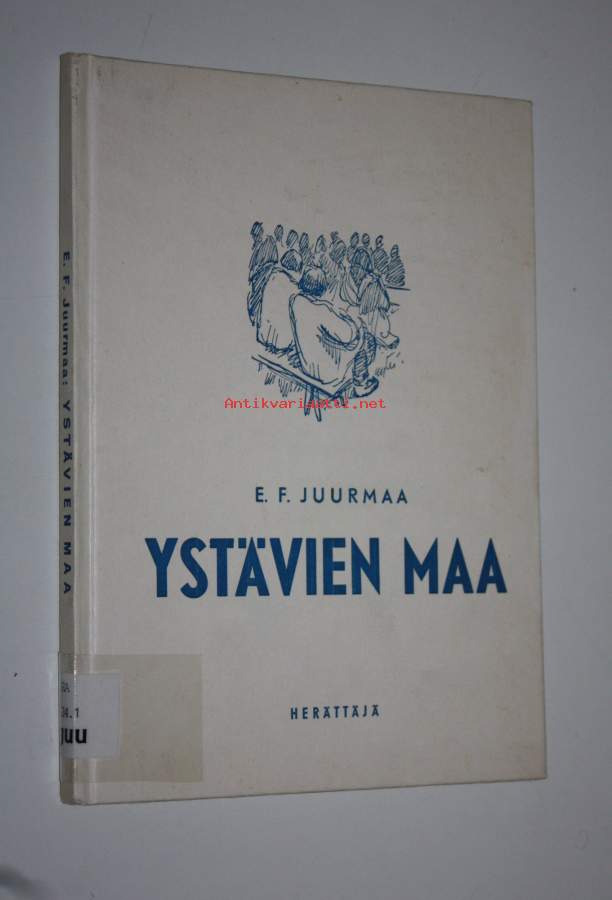 Antikvariaatti.net
E. F. JUURMAA
YSTÄVIEN MAA
HERÄTTÄJÄ
E. F. Juurmaa: YSTÄVIEN MAA
juu